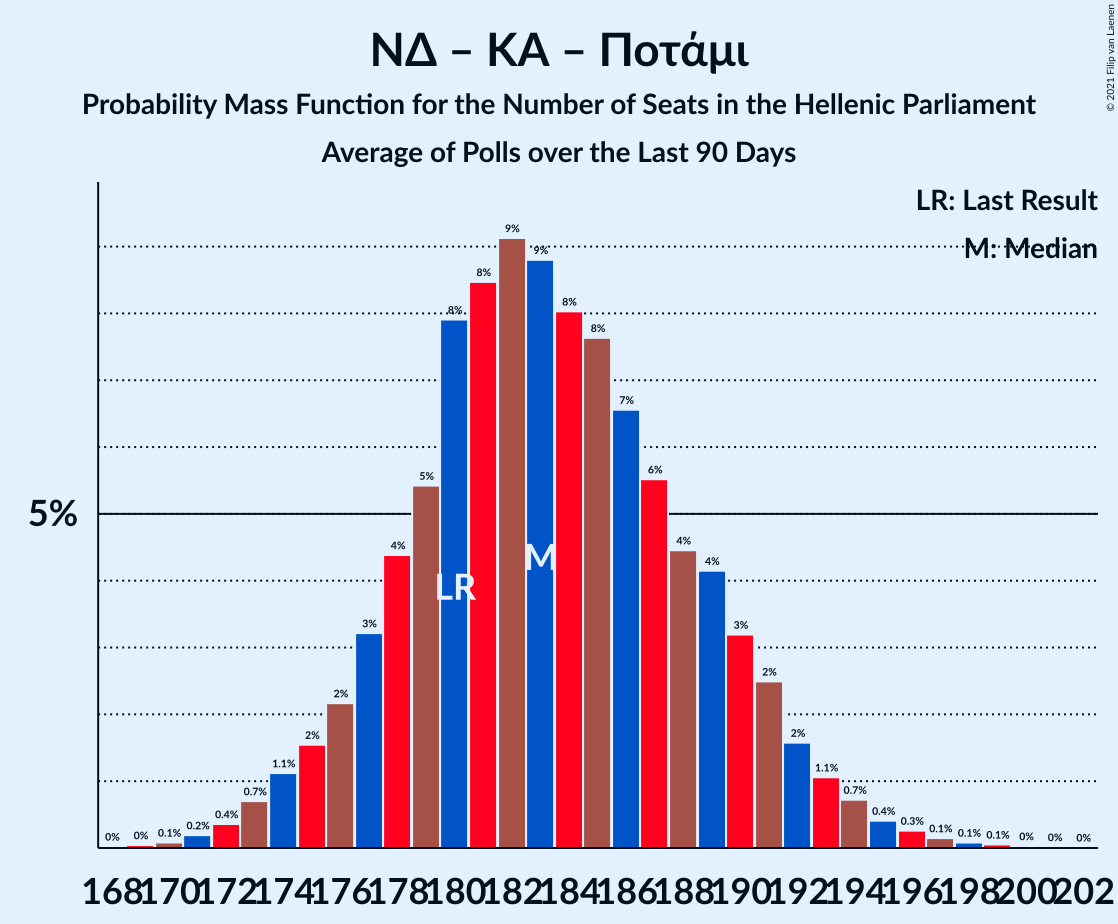 © 2021 Filip van Laenen
ΝΔ – ΚΑ – Ποτάμι
Probability Mass Function for the Number of Seats in the Hellenic Parliament
Average of Polls over the Last 90 Days
LR: Last Result
M: Median
5%
0% 0% 0.1% 0.2% 0.4% 0.7% 1.1% 2% 2% 3% 4% 5% 8% 8% 9% 9% 8% 8% 7% 6% 4% 4% 3% 2% 2% 1.1% 0.7% 0.4% 0.3% 0.1% 0.1% 0.1% 0% 0% 0%
M
LR
168 170 172 174 176 178 180 182 184 186 188 190 192 194 196 198 200 202